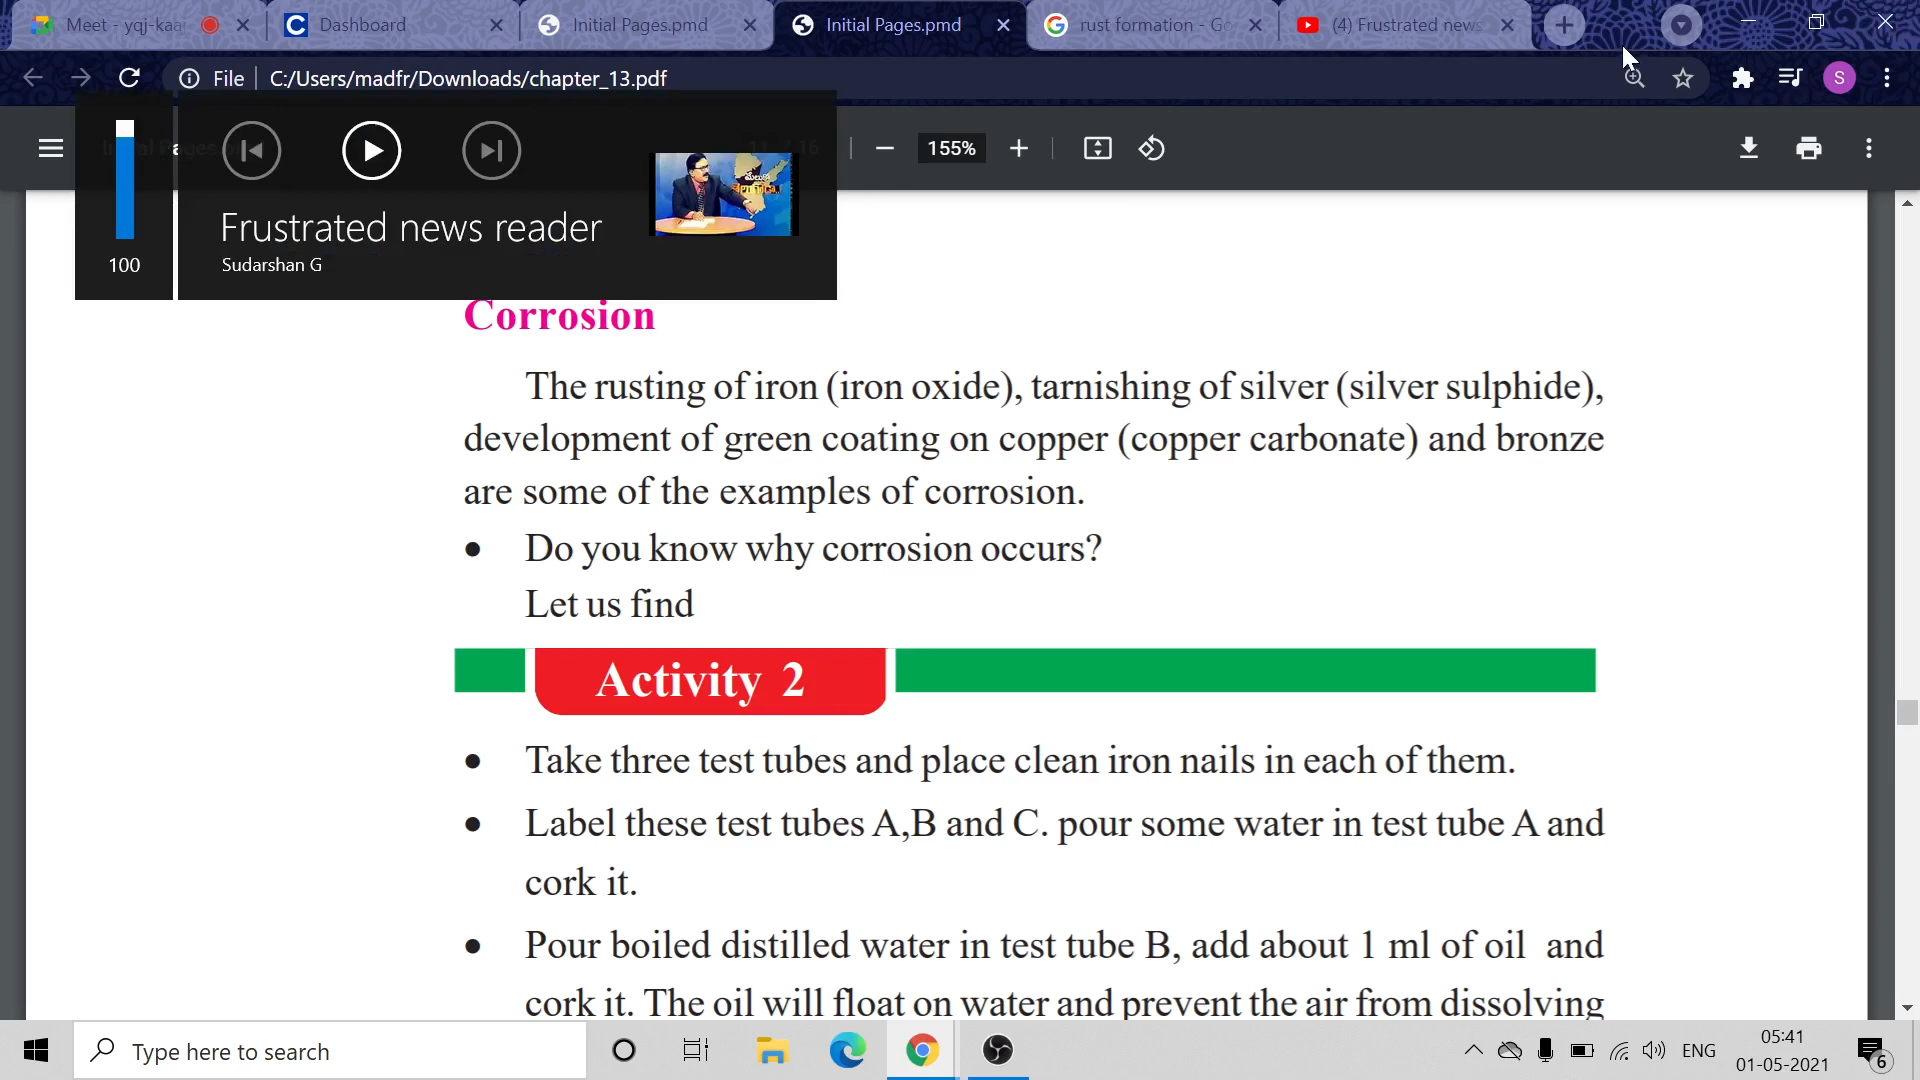 Meet - yqj-kaa
Dashboard
Initial Pages.pmd
Initial Pages.pmd
rust formation - Go
(4) Frustrated news
File
C:/Users/madfr/Downloads/chapter_13.pdf
S
155%
Frustrated news reader
Sudarshan G
100
Corrosion
The rusting of iron (iron oxide), tarnishing of silver (silver sulphide),
development of green coating on copper (copper carbonate) and bronze
are some of the examples of corrosion.
• Do you know why corrosion occurs?
Let us find
Activity 2
• Take three test tubes and place clean iron nails in each of them.
• Label these test tubes A,B and C. pour some water in test tube A and
cork it.
• Pour boiled distilled water in test tube B, add about 1 ml of oil and
cork it. The oil will float on water and prevent the air from dissolving
Type here to search
ENG
05:41
01-05-2021
6